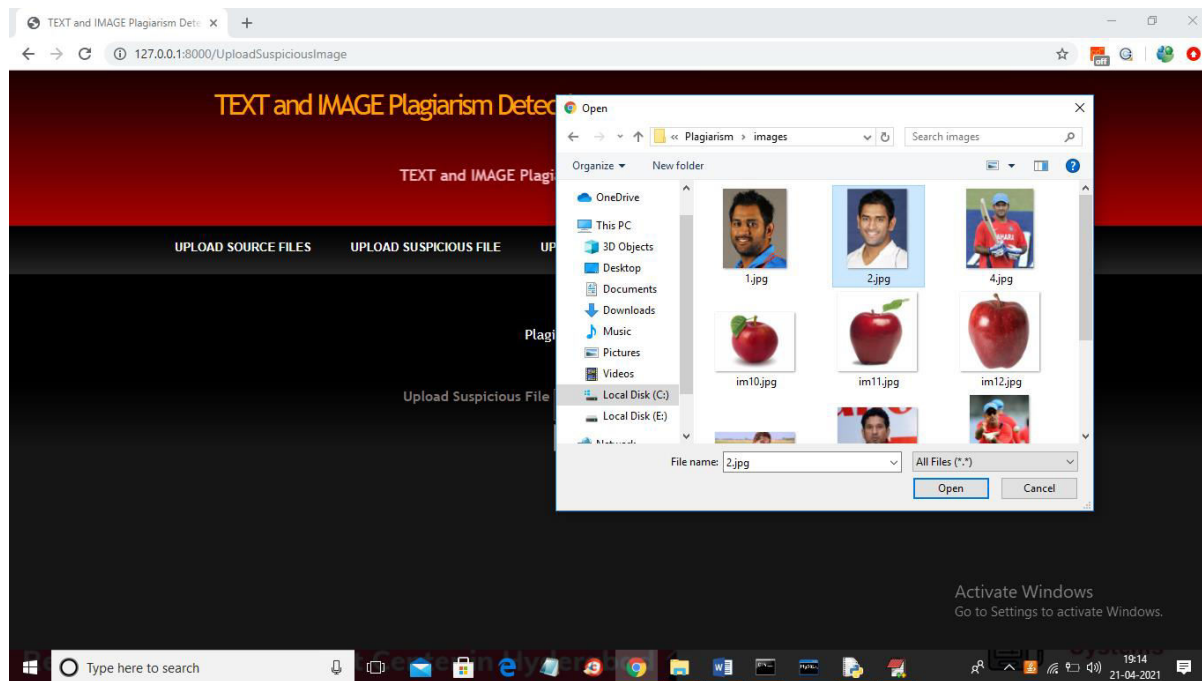 TEXT and IMAGE Plagiarism Dete
127.0.0.1:8000/UploadSuspiciousImage
off
TEXT and IMAGE Plagiarism Detec
TEXT and IMAGE Plagi
UPLOAD SOURCE FILES UPLOAD SUSPICIOUS FILE UP
Plagi
Upload Suspicious File
Open
« Plagiarism › images
Search images
Organize
New folder
OneDrive
This PC
3D Objects
Desktop
Documents
Downloads
Music
Pictures
Videos
Local Disk (C:)
Local Disk (E:)
Network
1.jpg
2.jpg
4.jpg
im10.jpg
im11.jpg
im12.jpg
File name: 2.jpg
All Files (*.*)
Open
Cancel
Activate Windows
Go to Settings to activate Windows.
Type here to search
19:14
21-04-2021